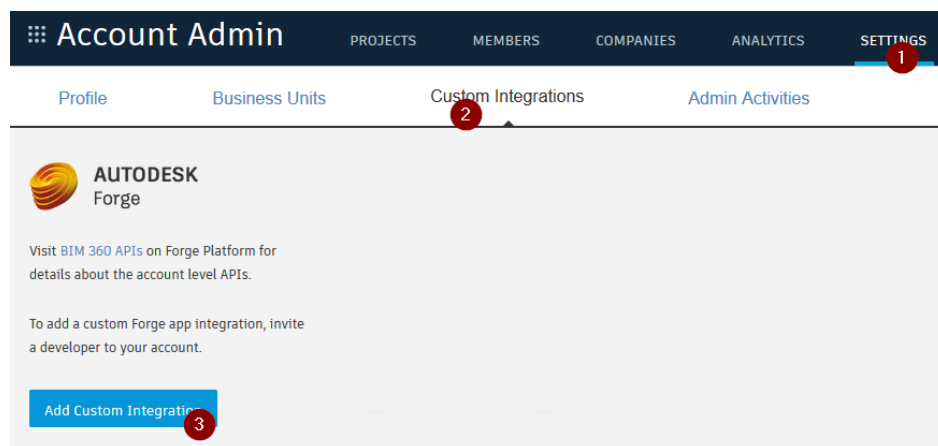 Account Admin PROJECTS MEMBERS COMPANIES ANALYTICS SETTINGS
1
Profile Business Units Custom Integrations Admin Activities
2
AUTODESK
Forge
Visit BIM 360 APIs on Forge Platform for
details about the account level APIs.
To add a custom Forge app integration, invite
a developer to your account.
Add Custom Integration
3